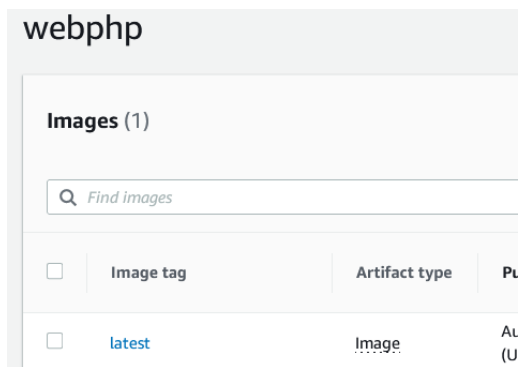 webphp
Images (1)
Find images
Image tag Artifact type
latest Image
(U